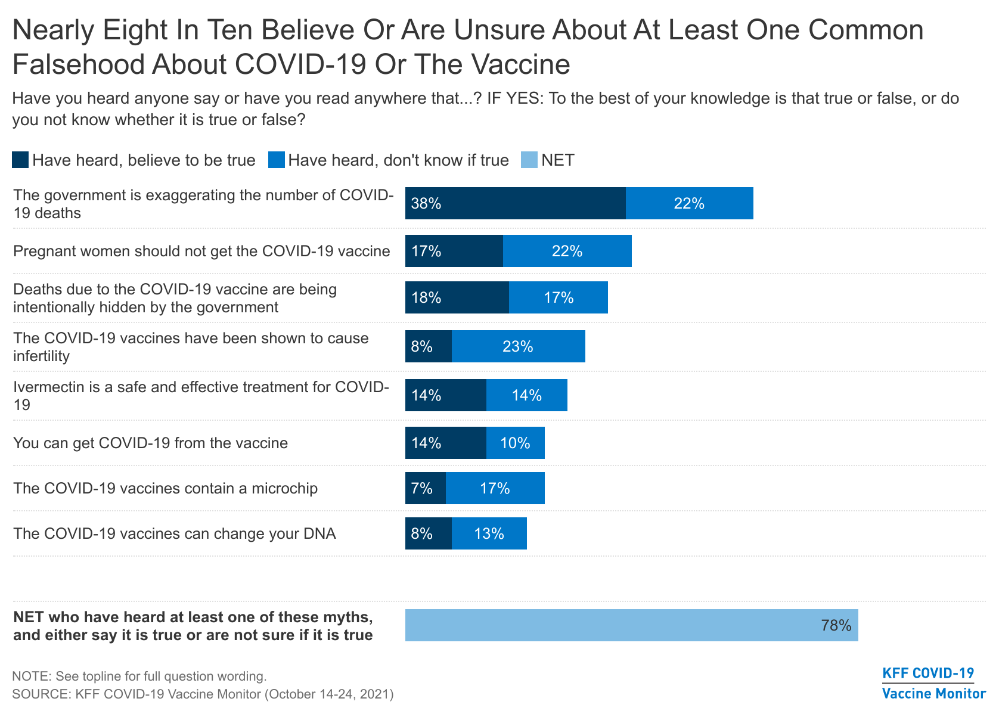 Nearly Eight In Ten Believe Or Are Unsure About At Least One Common
Falsehood About COVID-19 Or The Vaccine
Have you heard anyone say or have you read anywhere that...? IF YES: To the best of your knowledge is that true or false, or do
you not know whether it is true or false?
Have heard, believe to be true Have heard, don't know if true NET
The government is exaggerating the number of COVID-
19 deaths
38% 22%
Pregnant women should not get the COVID-19 vaccine
17% 22%
Deaths due to the COVID-19 vaccine are being
intentionally hidden by the government
18% 17%
The COVID-19 vaccines have been shown to cause
infertility
8% 23%
Ivermectin is a safe and effective treatment for COVID-
19
14% 14%
You can get COVID-19 from the vaccine
14% 10%
The COVID-19 vaccines contain a microchip
7% 17%
The COVID-19 vaccines can change your DNA
8% 13%
NET who have heard at least one of these myths,
and either say it is true or are not sure if it is true
78%
NOTE: See topline for full question wording.
SOURCE: KFF COVID-19 Vaccine Monitor (October 14-24, 2021)
KFF COVID-19
Vaccine Monitor